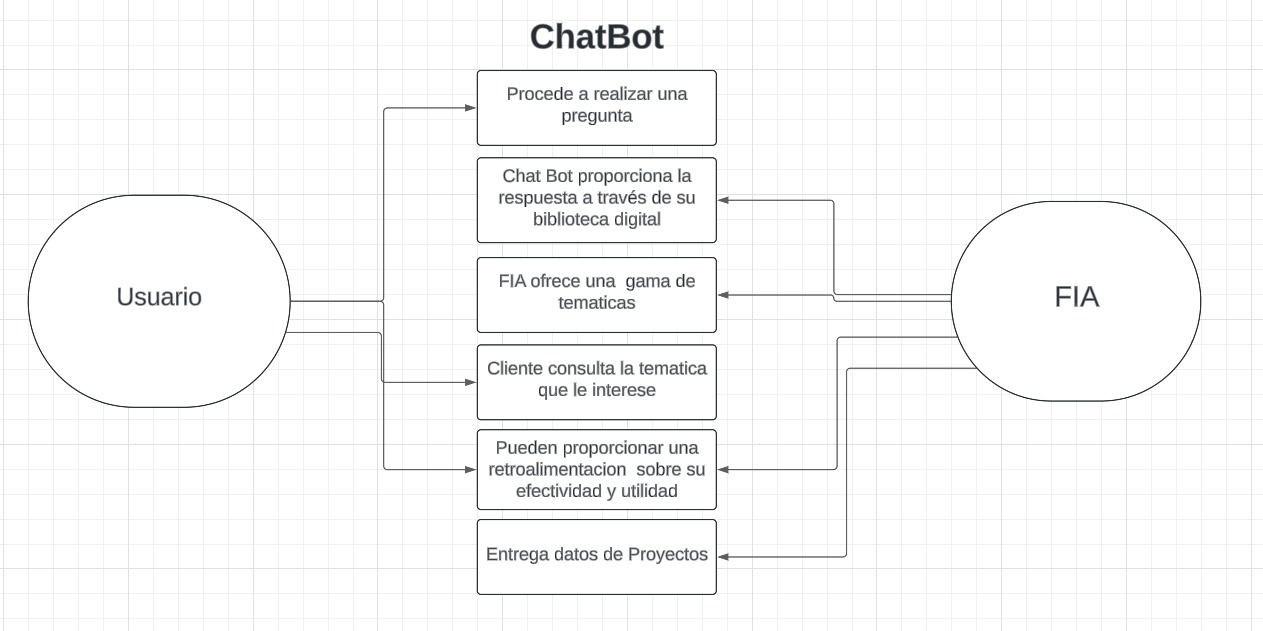 ChatBot
Procede a realizar una
pregunta
Chat Bot proporciona la
respuesta a través de su
biblioteca digital
FIA ofrece una  gama de
tematicas
Usuario
FIA
Cliente consulta la tematica
que le interese
Pueden proporcionar una
retroalimentacion  sobre su
efectividad y utilidad
Entrega datos de Proyectos